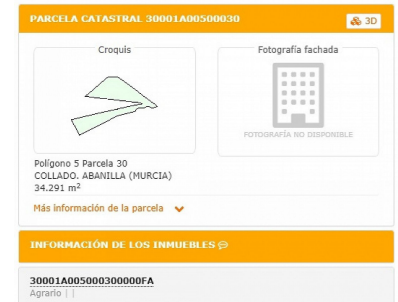 PARCELA CATASTRAL 30001A00500030
3D
Croquis
Fotografía fachada
FOTOGRAFÍA NO DISPONIBLE
Polígono 5 Parcela 30
COLLADO. ABANILLA (MURCIA)
34.291 m²
Más información de la parcela
INFORMACIÓN DE LOS INMUEBLES
30001A005000300000FA
Agrario | |